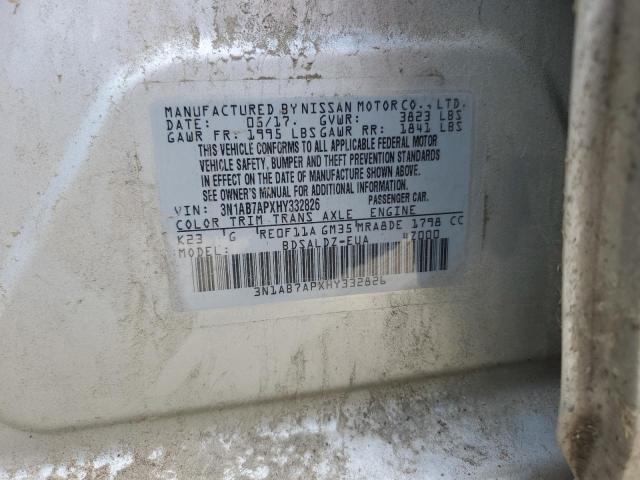 MANUFACTURED BY NISSAN MOTOR CO., LTD.
DATE: 05/17. GVWR: 3823 LBS
GAWR FR: 1995 LBS GAWR RR: 1841 LBS
THIS VEHICLE CONFORMS TO ALL APPLICABLE FEDERAL MOTOR
VEHICLE SAFETY, BUMPER AND THEFT PREVENTION STANDARDS
IN EFFECT ON THE DATE OF MANUFACTURE SHOWN ABOVE.
SEE OWNER'S MANUAL FOR ADDITIONAL INFORMATION.
VIN: 3N1AB7APXHY332826 PASSENGER CAR.
COLOR TRIM TRANS AXLE ENGINE
K23 'G 'RE0F11A GM35'MRA8DE 1798 CC
MODEL: BDSALDZ-EUA #2000
3N1AB7APXHY332826